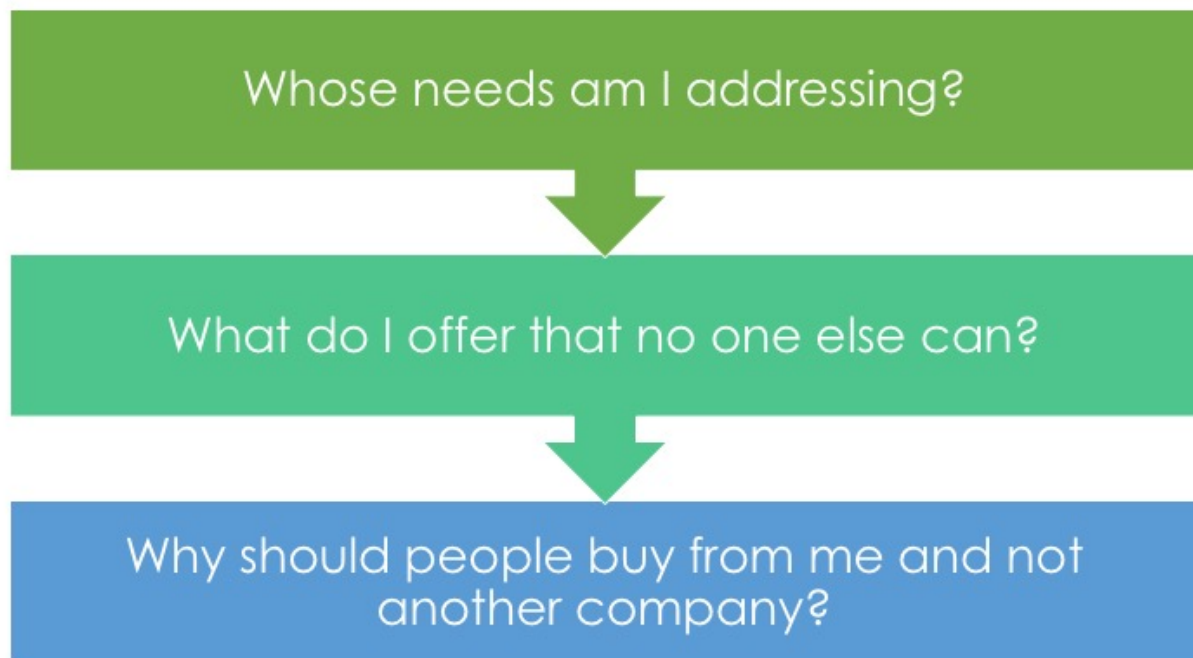 Whose needs am I addressing?
What do I offer that no one else can?
Why should people buy from me and not
another company?